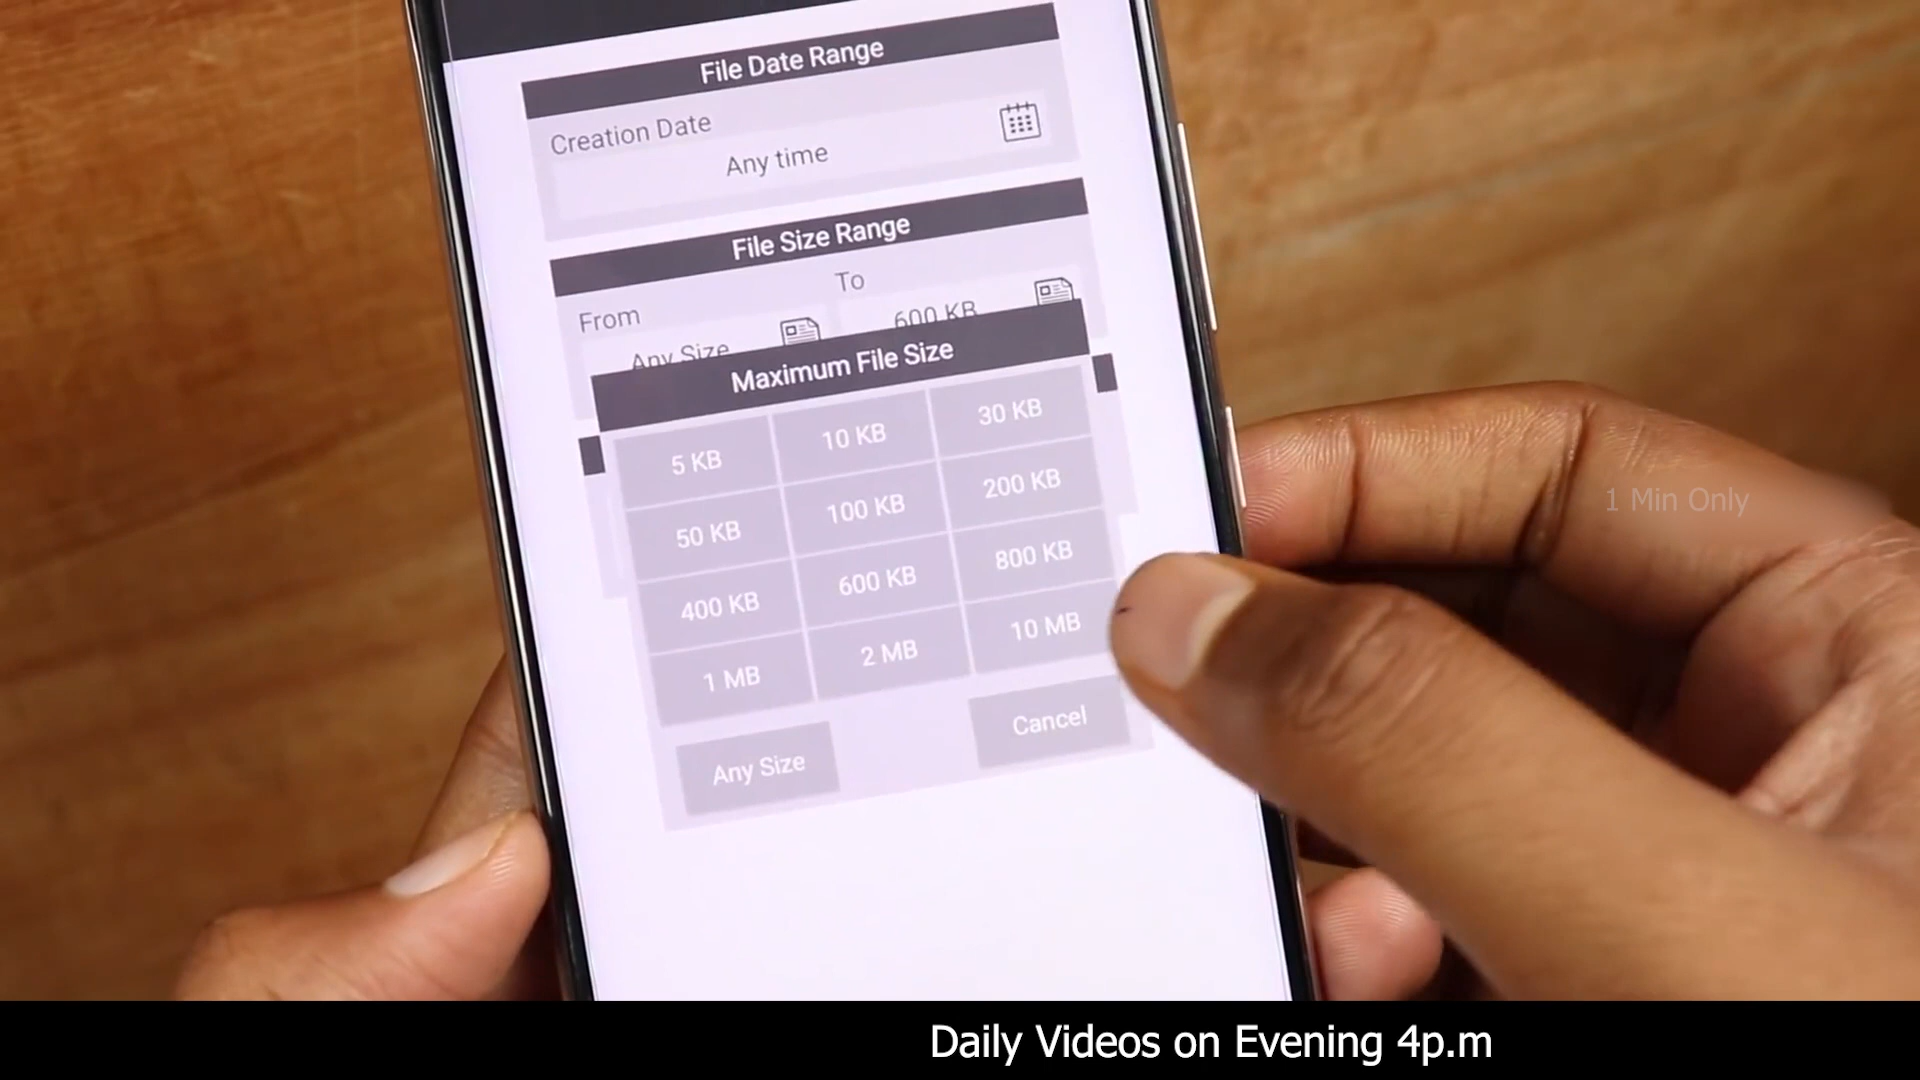 File Date Range
Creation Date
Any time
File Size Range
From
To
Any Size
600 KB
Maximum File Size
5 KB
10 KB
30 KB
50 KB
100 KB
200 KB
400 KB
600 KB
800 KB
1 MB
2 MB
10 MB
Any Size
Cancel
1 Min Only
Daily Videos on Evening 4p.m